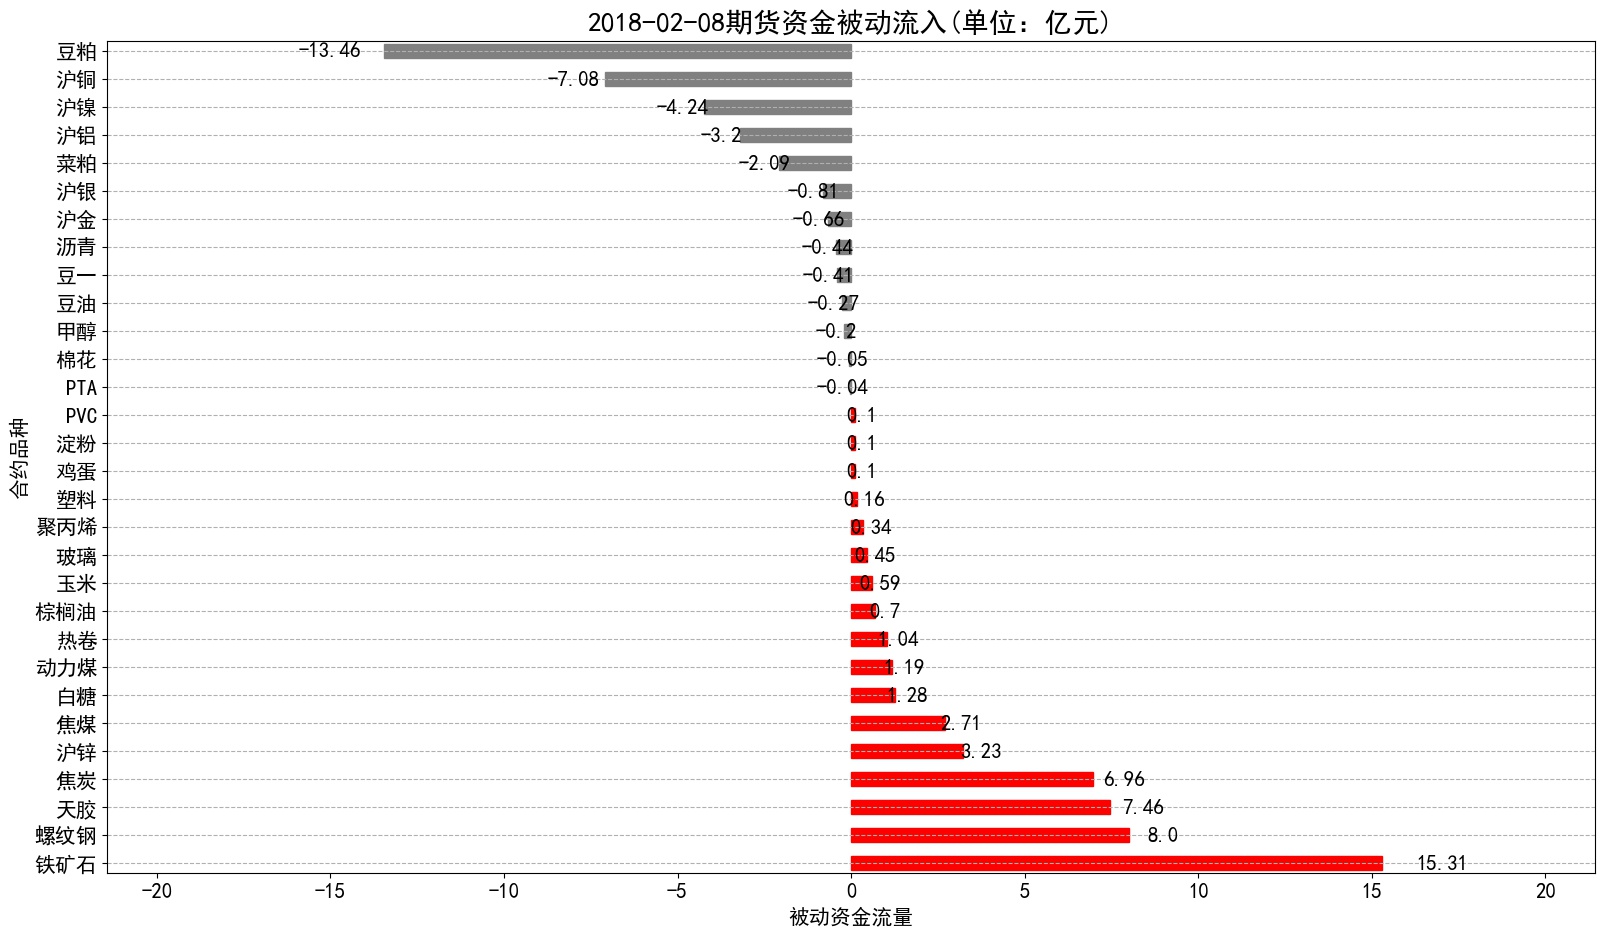 2018-02-08期货资金被动流入(单位：亿元)
豆粕 -13.46
沪铜 -7.08
沪镍 -4.24
沪铝 -3.2
菜粕 -2.09
沪银 -0.81
沪金 -0.66
沥青 -0.44
豆一 -0.41
豆油 -0.27
甲醇 -0.2
棉花 -0.05
PTA -0.04
PVC 0.1
淀粉 0.1
鸡蛋 0.1
塑料 0.16
聚丙烯 0.34
玻璃 0.45
玉米 0.59
棕榈油 0.7
热卷 1.04
动力煤 1.19
白糖 1.28
焦煤 2.71
沪锌 3.23
焦炭 6.96
天胶 7.46
螺纹钢 8.0
铁矿石 15.31
合约品种
-20 -15 -10 -5 0 5 10 15 20
被动资金流量